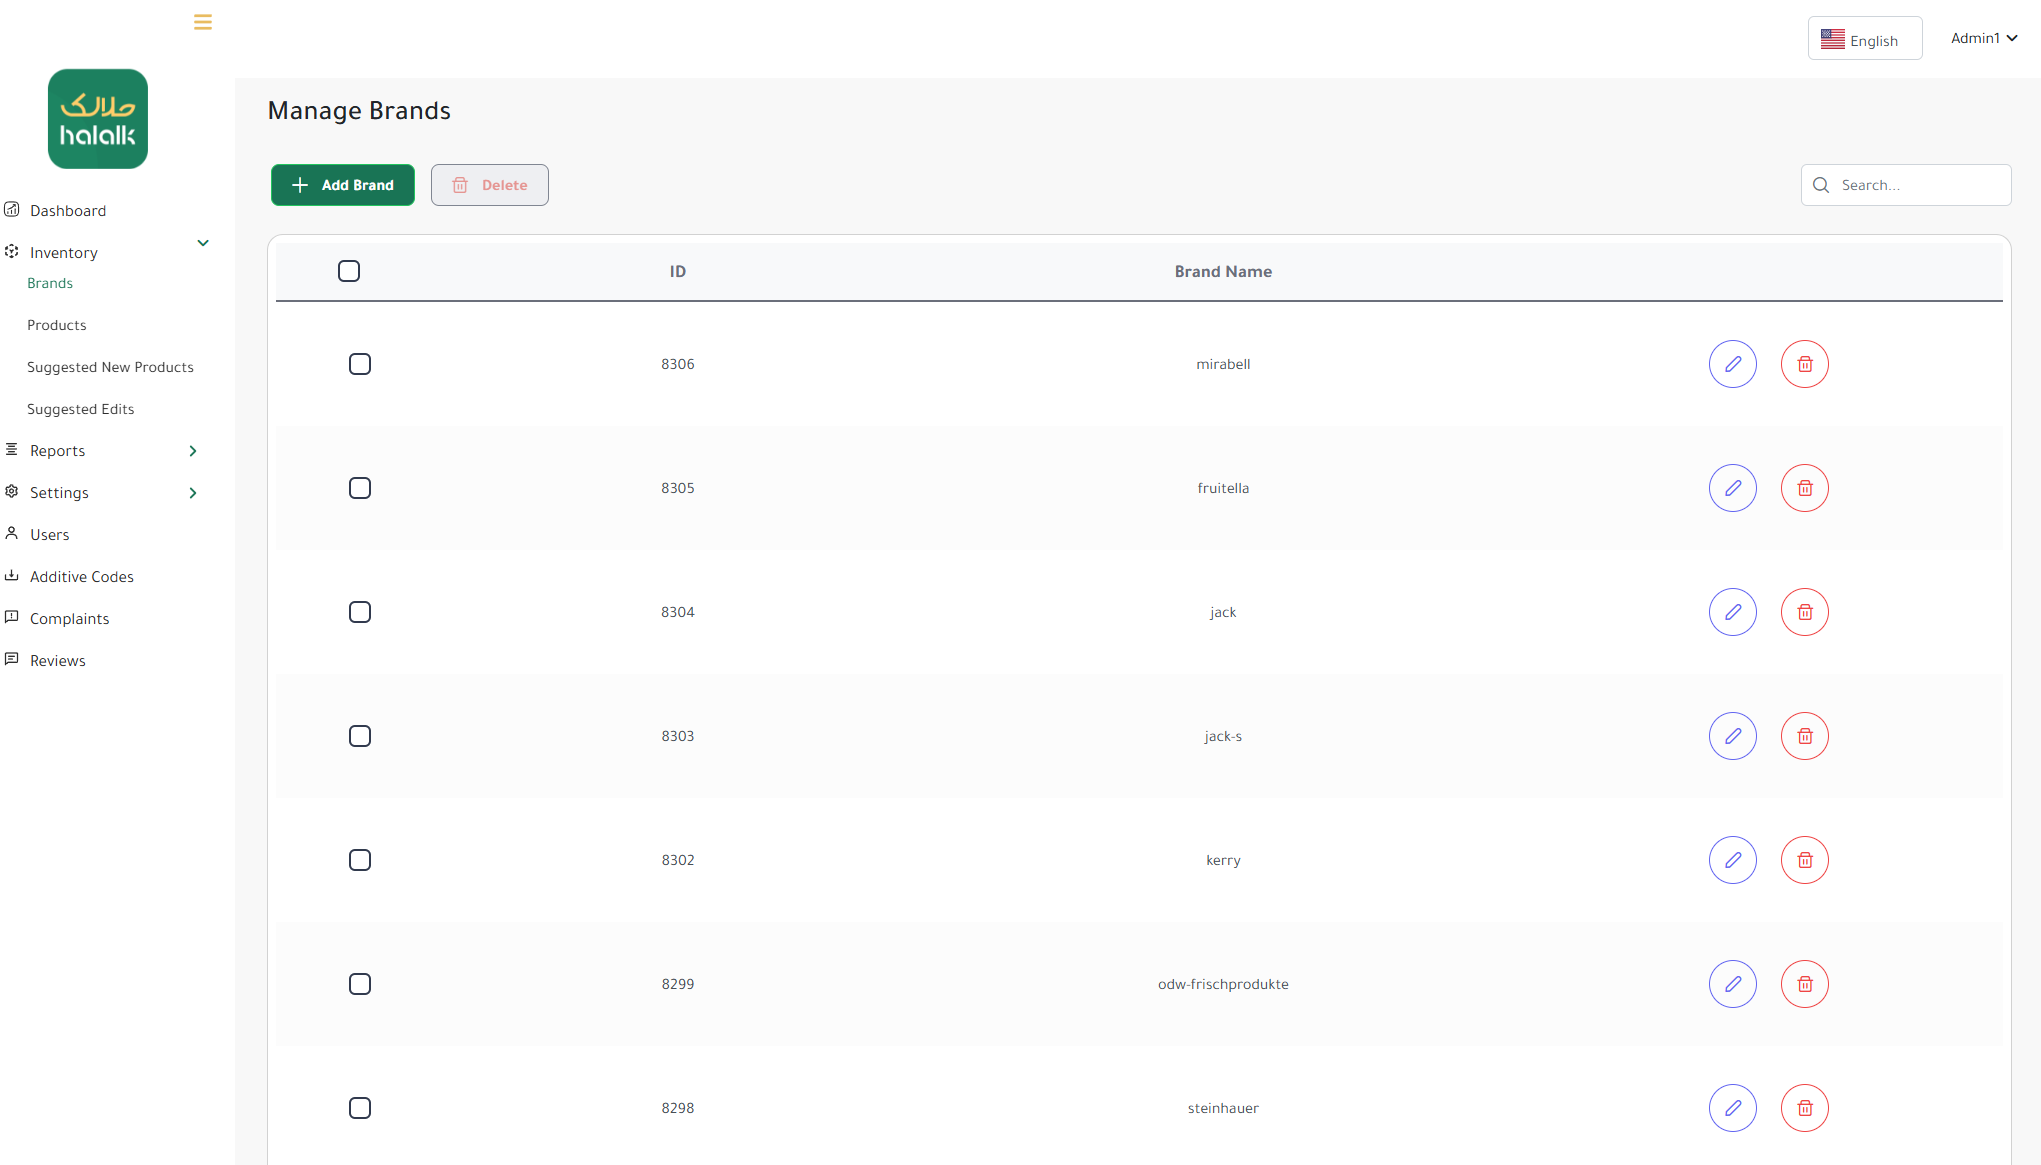 English
Admin1
حلالک
halalk
Manage Brands
Add Brand
Delete
Search...
Dashboard
Inventory
Brands
Products
Suggested New Products
Suggested Edits
Reports
Settings
Users
Additive Codes
Complaints
Reviews
ID Brand Name
8306 mirabell
8305 fruitella
8304 jack
8303 jack-s
8302 kerry
8299 odw-frischprodukte
8298 steinhauer